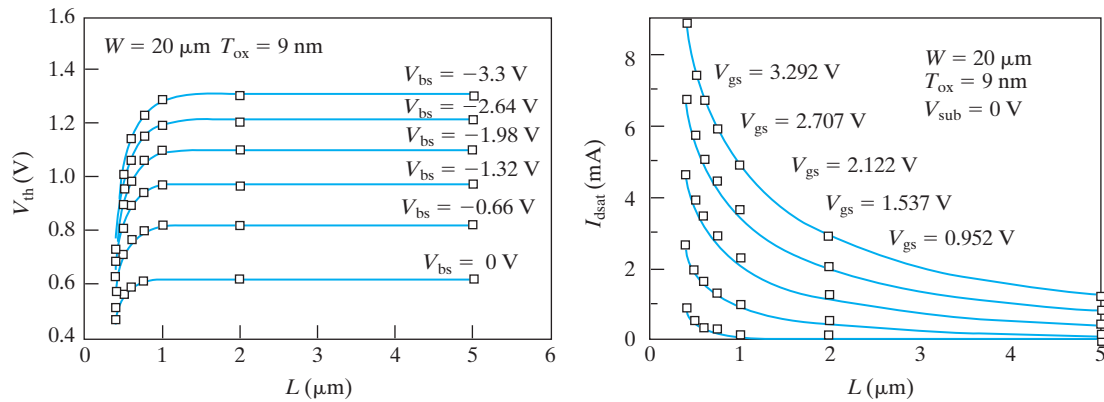 1.6
1.4
1.2
1.0
0.8
0.6
0.4
V_th (V)
W = 20 μm T_ox = 9 nm
V_bs = −3.3 V
V_bs = −2.64 V
V_bs = −1.98 V
V_bs = −1.32 V
V_bs = −0.66 V
V_bs = 0 V
0 1 2 3 4 5 6
L (μm)
8
6
4
2
0
I_dsat (mA)
W = 20 μm
T_ox = 9 nm
V_sub = 0 V
V_gs = 3.292 V
V_gs = 2.707 V
V_gs = 2.122 V
V_gs = 1.537 V
V_gs = 0.952 V
0 1 2 3 4 5
L (μm)